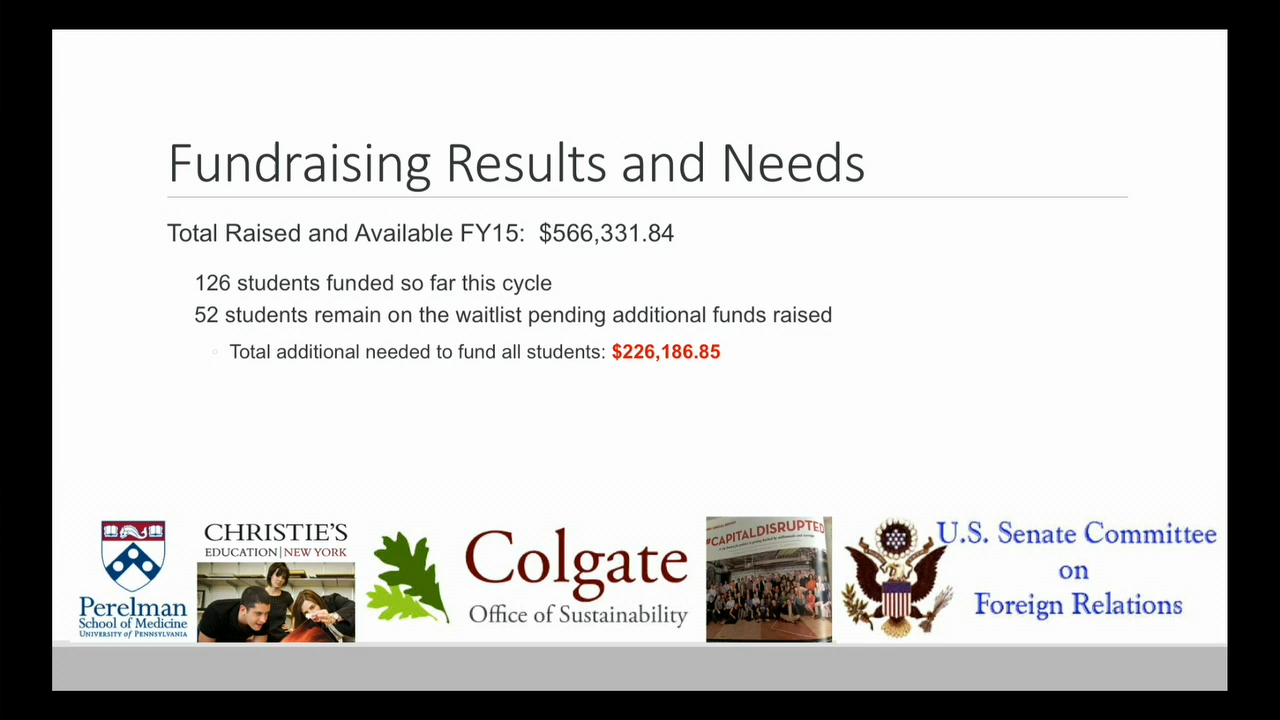 Fundraising Results and Needs
Total Raised and Available FY15: $566,331.84
126 students funded so far this cycle
52 students remain on the waitlist pending additional funds raised
Total additional needed to fund all students: $226,186.85
Perelman
School of Medicine
UNIVERSITY of PENNSYLVANIA
CHRISTIE'S
EDUCATION | NEW YORK
Colgate
Office of Sustainability
#CAPITALDISRUPTED
U.S. Senate Committee
on
Foreign Relations